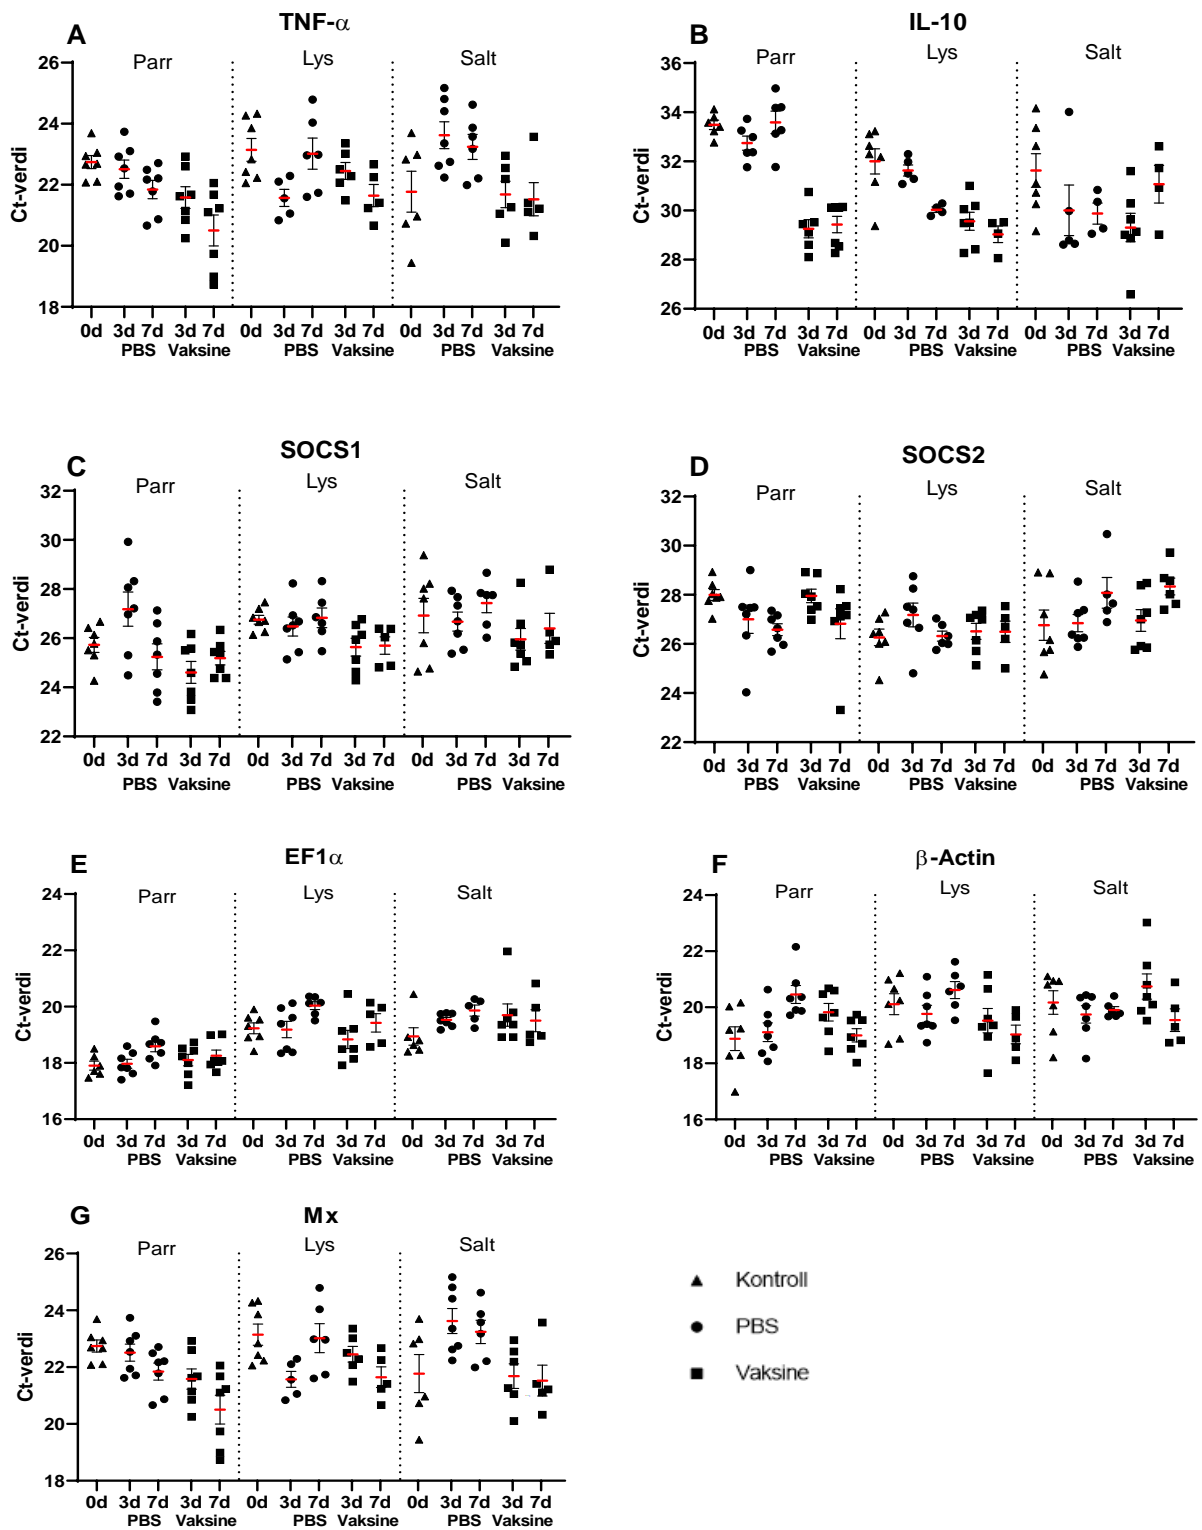 A TNF-α
Parr Lys Salt
26
24
22
20
18
Ct-verdi
0d 3d 7d 3d 7d 0d 3d 7d 3d 7d 0d 3d 7d 3d 7d
PBS Vaksine PBS Vaksine PBS Vaksine
B IL-10
Parr Lys Salt
36
34
32
30
28
26
Ct-verdi
0d 3d 7d 3d 7d 0d 3d 7d 3d 7d 0d 3d 7d 3d 7d
PBS Vaksine PBS Vaksine PBS Vaksine
C SOCS1
Parr Lys Salt
32
30
28
26
24
22
Ct-verdi
0d 3d 7d 3d 7d 0d 3d 7d 3d 7d 0d 3d 7d 3d 7d
PBS Vaksine PBS Vaksine PBS Vaksine
D SOCS2
Parr Lys Salt
32
30
28
26
24
22
Ct-verdi
0d 3d 7d 3d 7d 0d 3d 7d 3d 7d 0d 3d 7d 3d 7d
PBS Vaksine PBS Vaksine PBS Vaksine
E EF1α
Parr Lys Salt
24
22
20
18
16
Ct-verdi
0d 3d 7d 3d 7d 0d 3d 7d 3d 7d 0d 3d 7d 3d 7d
PBS Vaksine PBS Vaksine PBS Vaksine
F β-Actin
Parr Lys Salt
24
22
20
18
16
Ct-verdi
0d 3d 7d 3d 7d 0d 3d 7d 3d 7d 0d 3d 7d 3d 7d
PBS Vaksine PBS Vaksine PBS Vaksine
G Mx
Parr Lys Salt
26
24
22
20
18
Ct-verdi
0d 3d 7d 3d 7d 0d 3d 7d 3d 7d 0d 3d 7d 3d 7d
PBS Vaksine PBS Vaksine PBS Vaksine
Kontroll
PBS
Vaksine